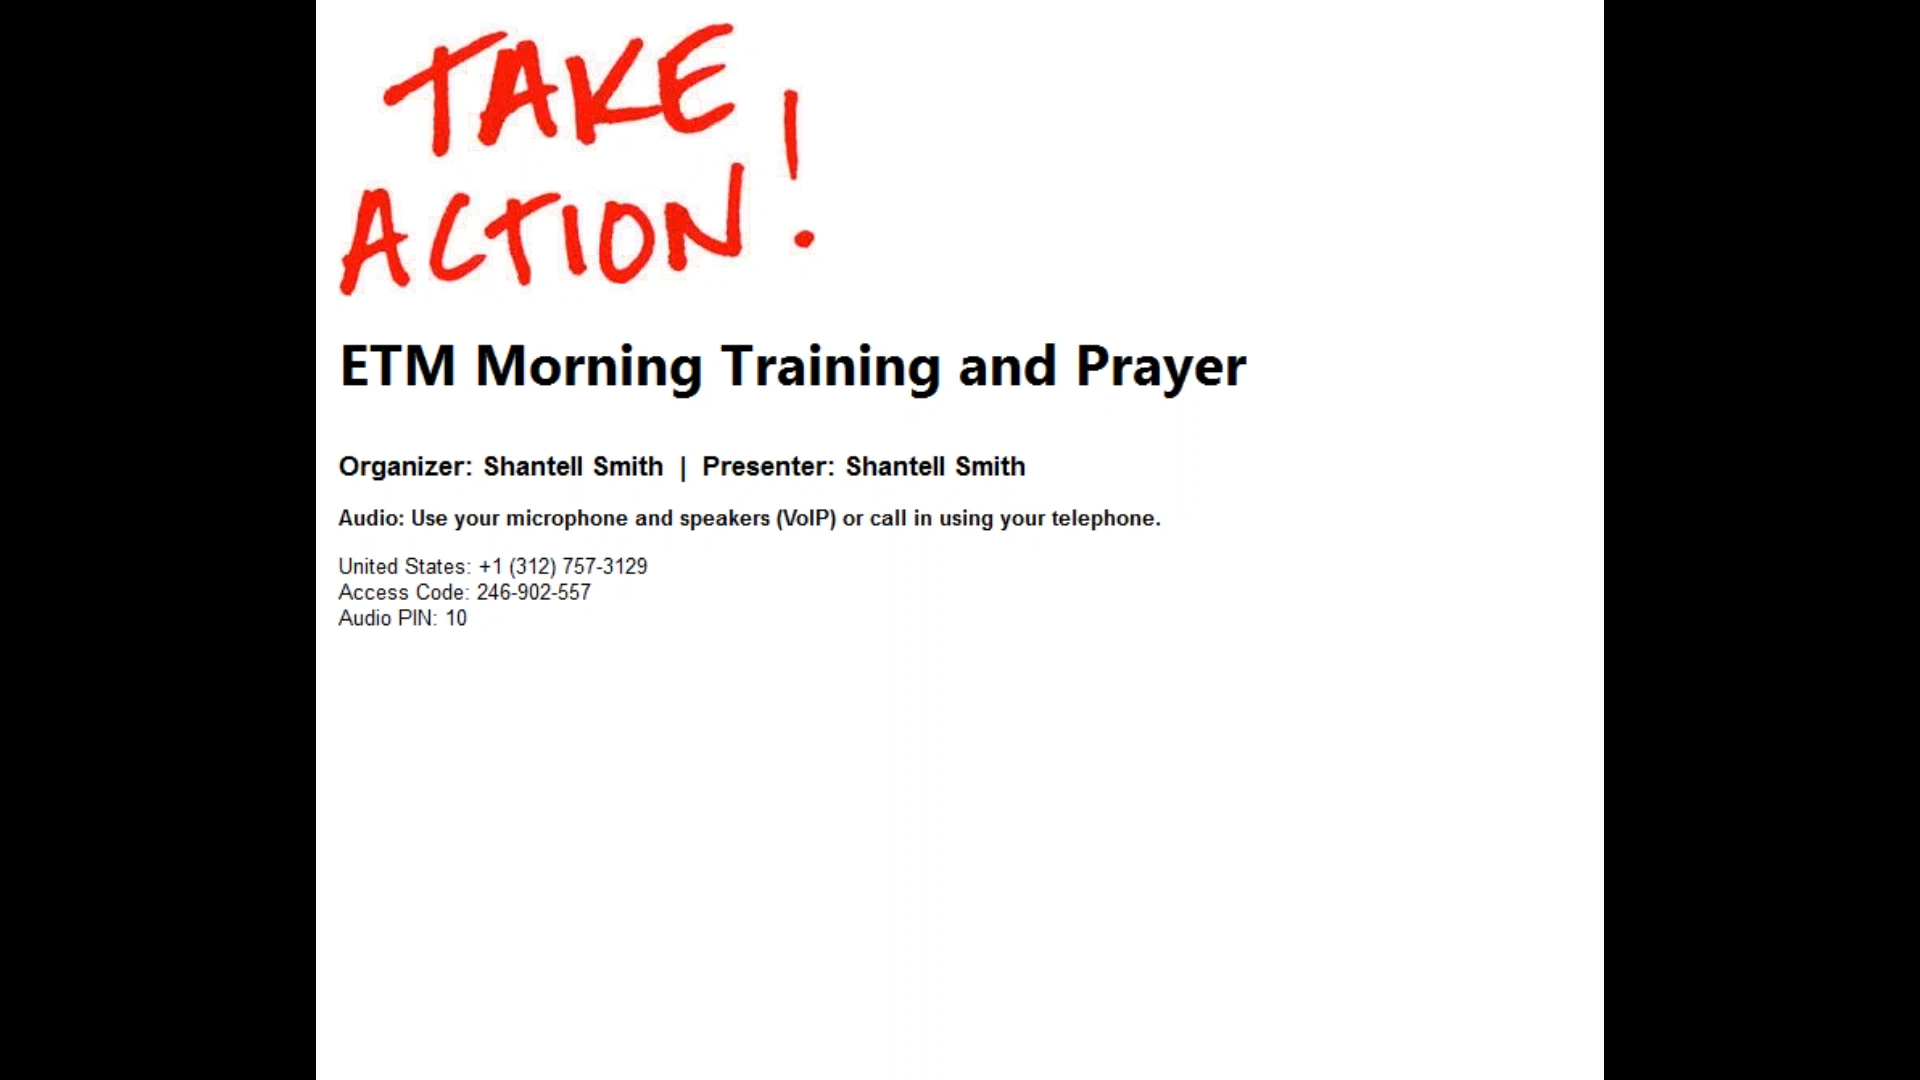 TAKE
ACTION!
ETM Morning Training and Prayer
Organizer: Shantell Smith | Presenter: Shantell Smith
Audio: Use your microphone and speakers (VoIP) or call in using your telephone.
United States: +1 (312) 757-3129
Access Code: 246-902-557
Audio PIN: 10